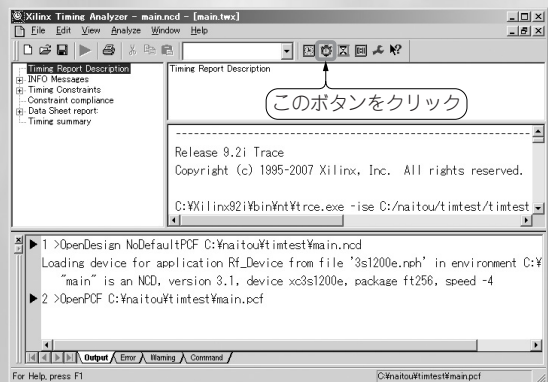 Xilinx Timing Analyzer - main.ncd - [main.twx]
File Edit View Analyze Window Help
Timing Report Description
INFO Messages
Timing Constraints
Constraint compliance
Data Sheet report:
Timing summary
Timing Report Description
このボタンをクリック
Release 9.2i Trace
Copyright (c) 1995-2007 Xilinx, Inc. All rights reserved.
C:¥Xilinx92i¥bin¥nt¥trce.exe -ise C:/naitou/timtest/timtest
1 >OpenDesign NoDefaultPCF C:¥naitou¥timtest¥main.ncd
Loading device for application Rf_Device from file '3s1200e.nph' in environment C:¥
"main" is an NCD, version 3.1, device xc3s1200e, package ft256, speed -4
2 >OpenPCF C:¥naitou¥timtest¥main.pcf
Output Error Warning Command
For Help, press F1
C:¥naitou¥timtest¥main.pcf